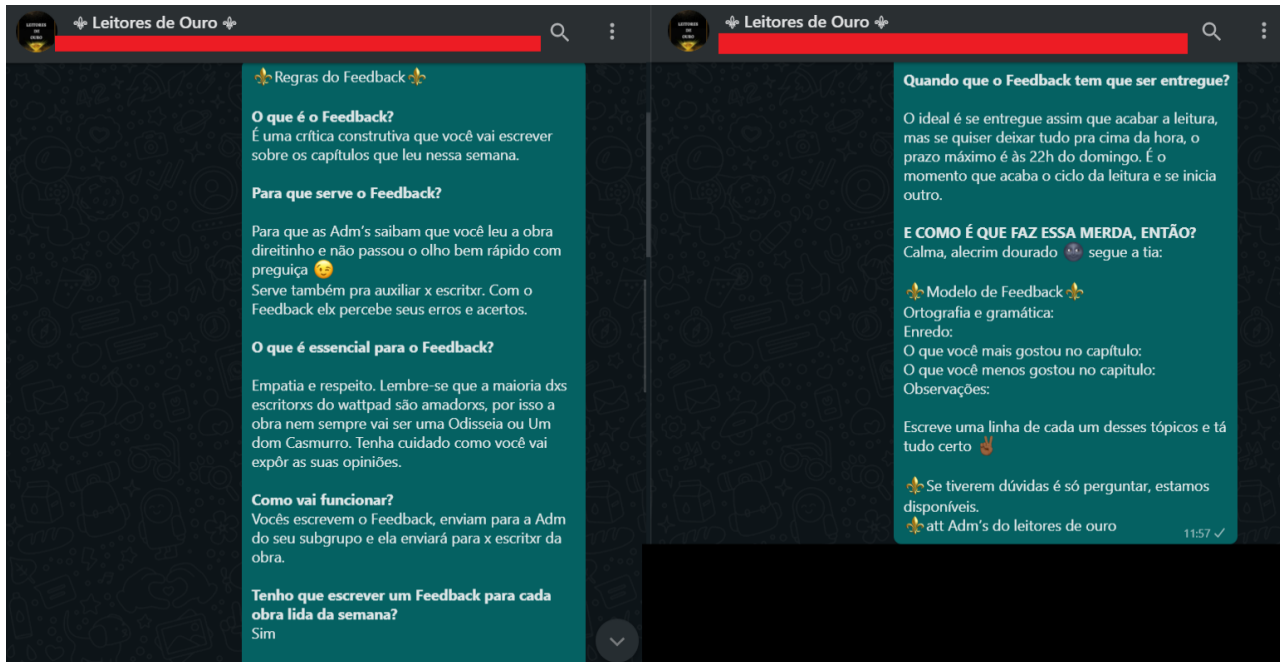 ⚜ Leitores de Ouro ⚜
⚜Regras do Feedback⚜
O que é o Feedback?
É uma crítica construtiva que você vai escrever
sobre os capítulos que leu nessa semana.
Para que serve o Feedback?
Para que as Adm's saibam que você leu a obra
direitinho e não passou o olho bem rápido com
preguiça 😉
Serve também pra auxiliar x escritxr. Com o
Feedback elx percebe seus erros e acertos.
O que é essencial para o Feedback?
Empatia e respeito. Lembre-se que a maioria dxs
escritorxs do wattpad são amadorxs, por isso a
obra nem sempre vai ser uma Odisseia ou Um
dom Casmurro. Tenha cuidado como você vai
expôr as suas opiniões.
Como vai funcionar?
Vocês escrevem o Feedback, enviam para a Adm
do seu subgrupo e ela enviará para x escritxr da
obra.
Tenho que escrever um Feedback para cada
obra lida da semana?
Sim
⚜ Leitores de Ouro ⚜
Quando que o Feedback tem que ser entregue?
O ideal é se entregue assim que acabar a leitura,
mas se quiser deixar tudo pra cima da hora, o
prazo máximo é às 22h do domingo. É o
momento que acaba o ciclo da leitura e se inicia
outro.
E COMO É QUE FAZ ESSA MERDA, ENTÃO?
Calma, alecrim dourado 🌚 segue a tia:
⚜Modelo de Feedback⚜
Ortografia e gramática:
Enredo:
O que você mais gostou no capítulo:
O que você menos gostou no capitulo:
Observações:
Escreve uma linha de cada um desses tópicos e tá
tudo certo ✌🏾
⚜Se tiverem dúvidas é só perguntar, estamos
disponíveis.
⚜att Adm's do leitores de ouro
11:57 ✓